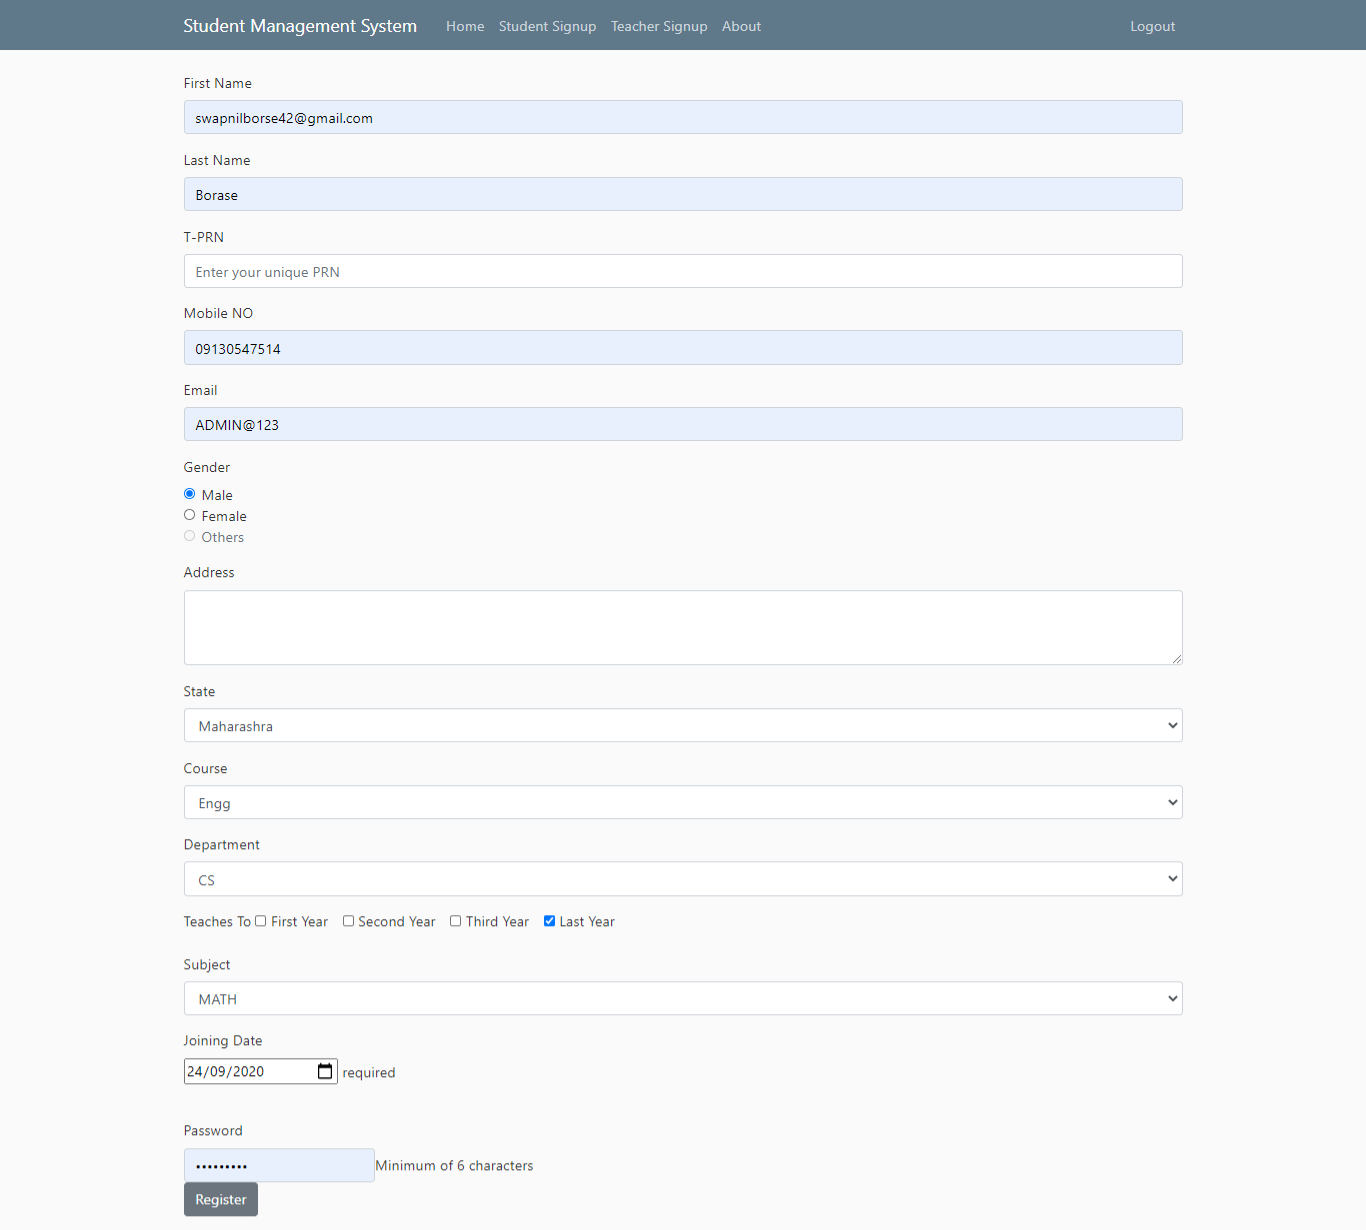 Student Management System Home Student Signup Teacher Signup About Logout
First Name
swapnilborse42@gmail.com
Last Name
Borase
T-PRN
Enter your unique PRN
Mobile NO
09130547514
Email
ADMIN@123
Gender
Male
Female
Others
Address
State
Maharashra
Course
Engg
Department
CS
Teaches To First Year Second Year Third Year Last Year
Subject
MATH
Joining Date
24/09/2020 required
Password
••••••••• Minimum of 6 characters
Register